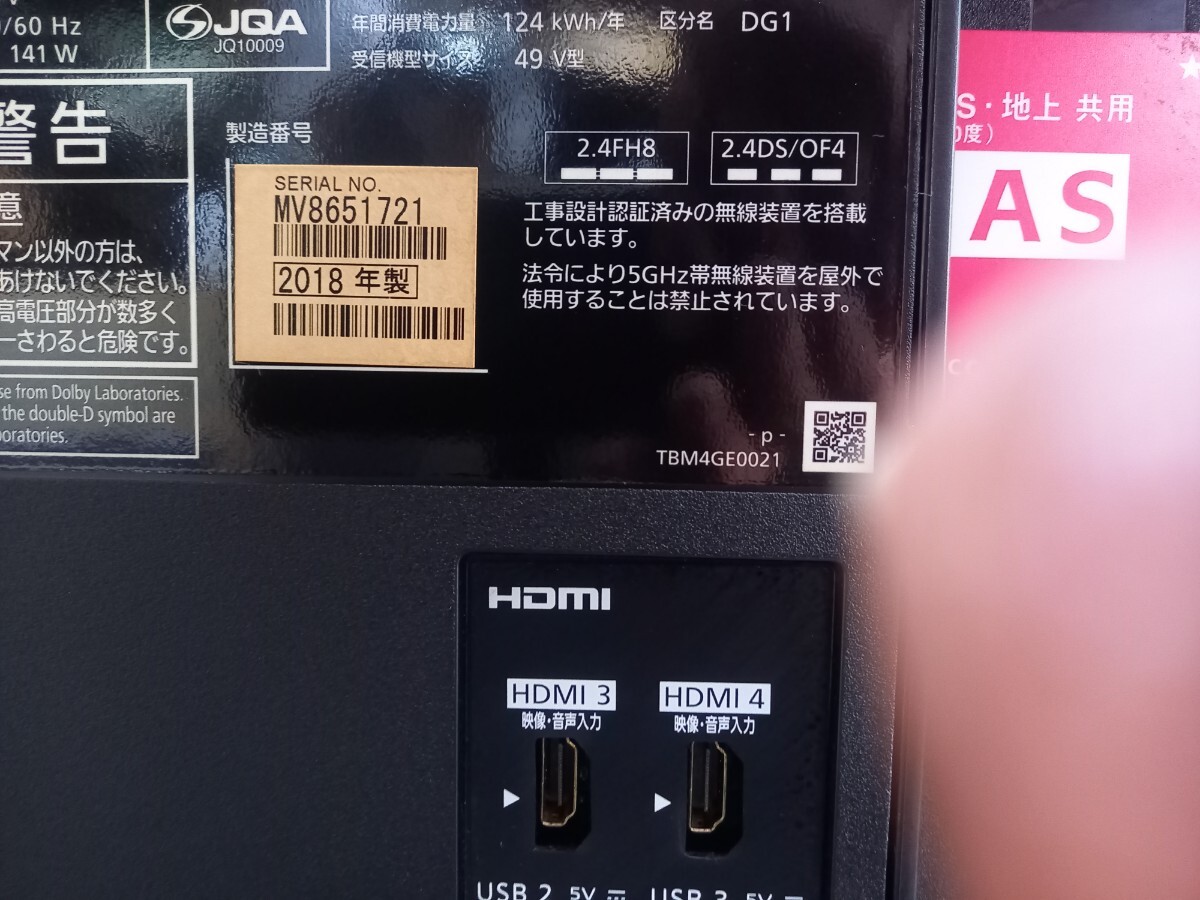 V
0/60 Hz
141 W
JQA
JQ10009
年間消費電力量 124 kWh/年 区分名 DG1
受信機型サイズ 49 V型
警告
意
マン以外の方は、
あけないでください。
高電圧部分が数多く
ーさわると危険です。
se from Dolby Laboratories.
the double-D symbol are
oratories.
製造番号
SERIAL NO.
MV8651721
2018 年製
2.4FH8
2.4DS/OF4
工事設計認証済みの無線装置を搭載
しています。
法令により5GHz帯無線装置を屋外で
使用することは禁止されています。
- p -
TBM4GE0021
S・地上 共用
0度）
AS
HDMI
HDMI 3
映像・音声入力
HDMI 4
映像・音声入力
USB 2 5V
USB 3 5V